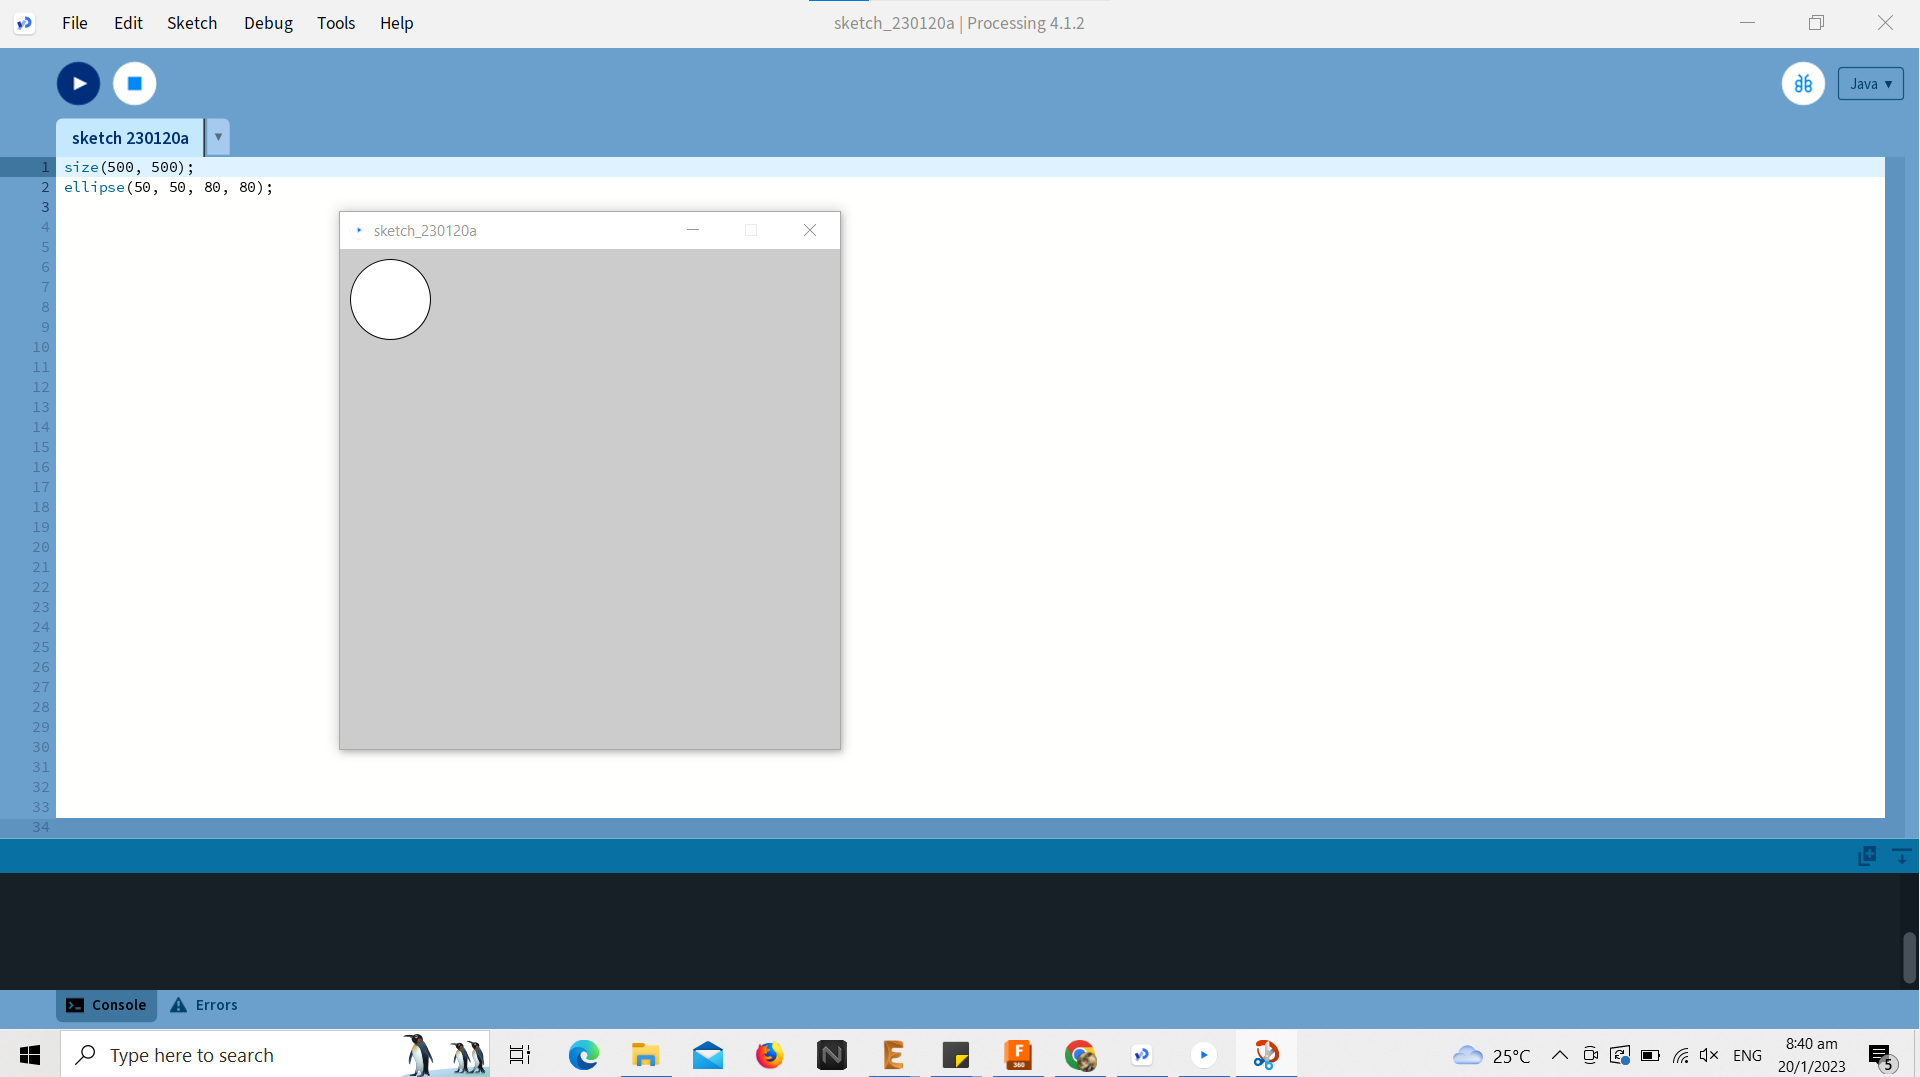 File Edit Sketch Debug Tools Help
sketch_230120a | Processing 4.1.2
Java
sketch 230120a
1 size(500, 500);
2 ellipse(50, 50, 80, 80);
3
4
5
6
7
8
9
10
11
12
13
14
15
16
17
18
19
20
21
22
23
24
25
26
27
28
29
30
31
32
33
34
sketch_230120a
Console Errors
Type here to search
N
E
F
360
25°C
ENG
8:40 am
20/1/2023
5